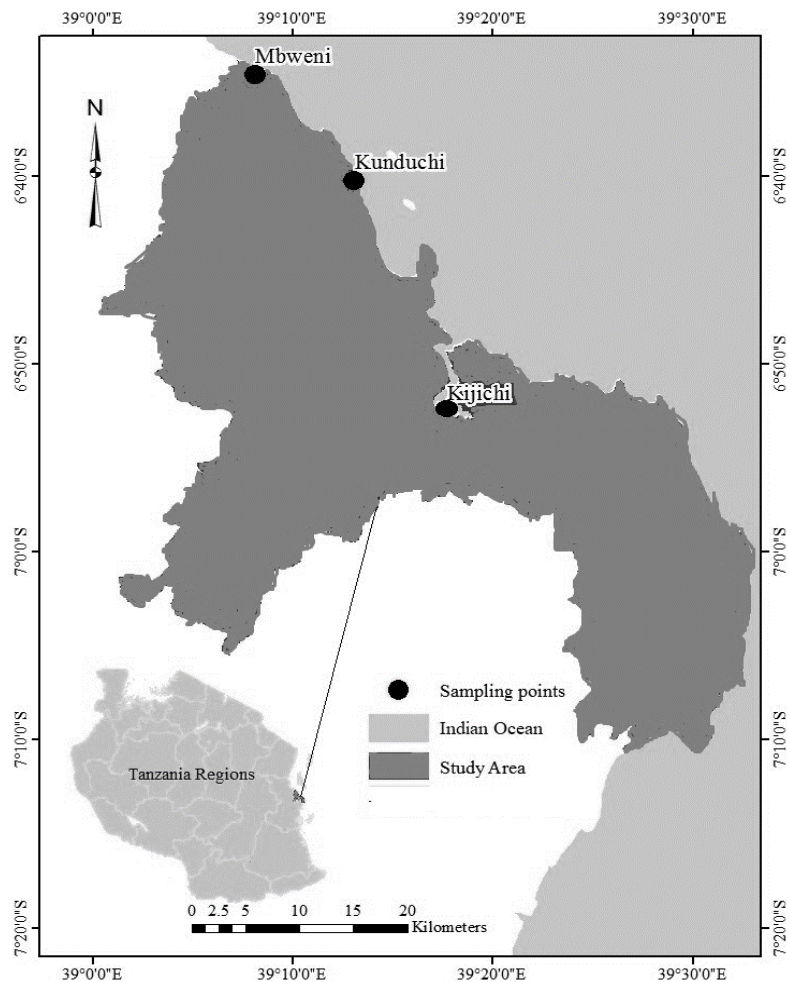 39°0'0"E 39°10'0"E 39°20'0"E 39°30'0"E
Mbweni
N
Kunduchi
6°40'0"S 6°40'0"S
6°50'0"S 6°50'0"S
Kijichi
7°0'0"S 7°0'0"S
Sampling points
Indian Ocean
7°10'0"S 7°10'0"S
Study Area
Tanzania Regions
0 2.5 5 10 15 20
Kilometers
7°20'0"S 7°20'0"S
39°0'0"E 39°10'0"E 39°20'0"E 39°30'0"E